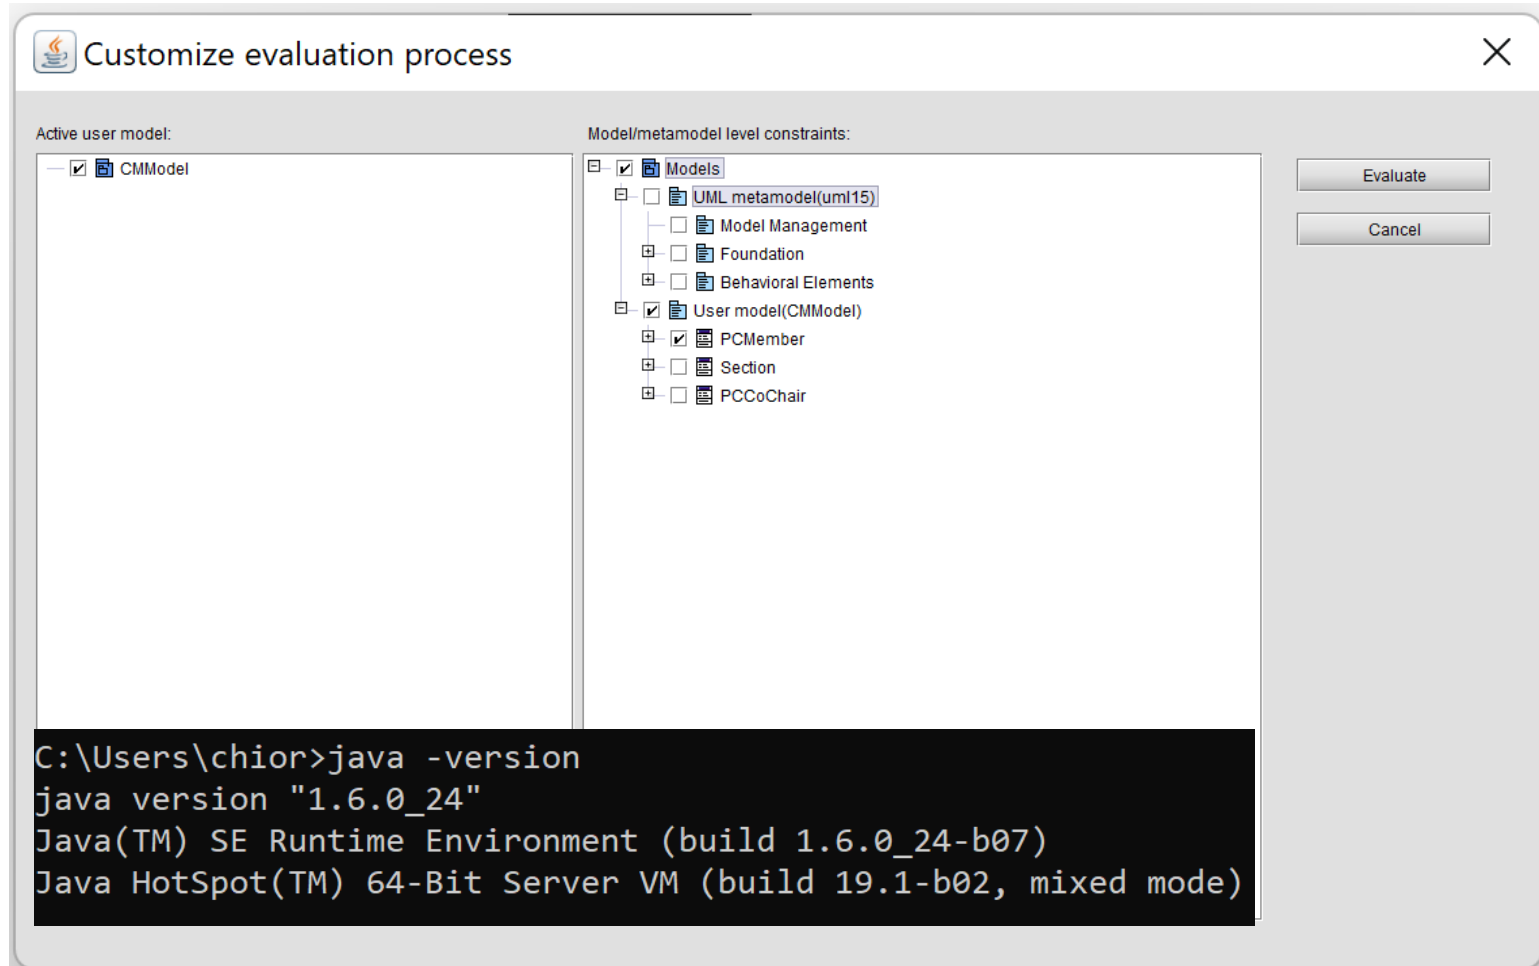 Customize evaluation process
Active user model:
CMModel
Model/metamodel level constraints:
Models
UML metamodel(uml15)
Model Management
Foundation
Behavioral Elements
User model(CMModel)
PCMember
Section
PCCoChair
Evaluate
Cancel
C:\Users\chior>java -version
java version "1.6.0_24"
Java(TM) SE Runtime Environment (build 1.6.0_24-b07)
Java HotSpot(TM) 64-Bit Server VM (build 19.1-b02, mixed mode)